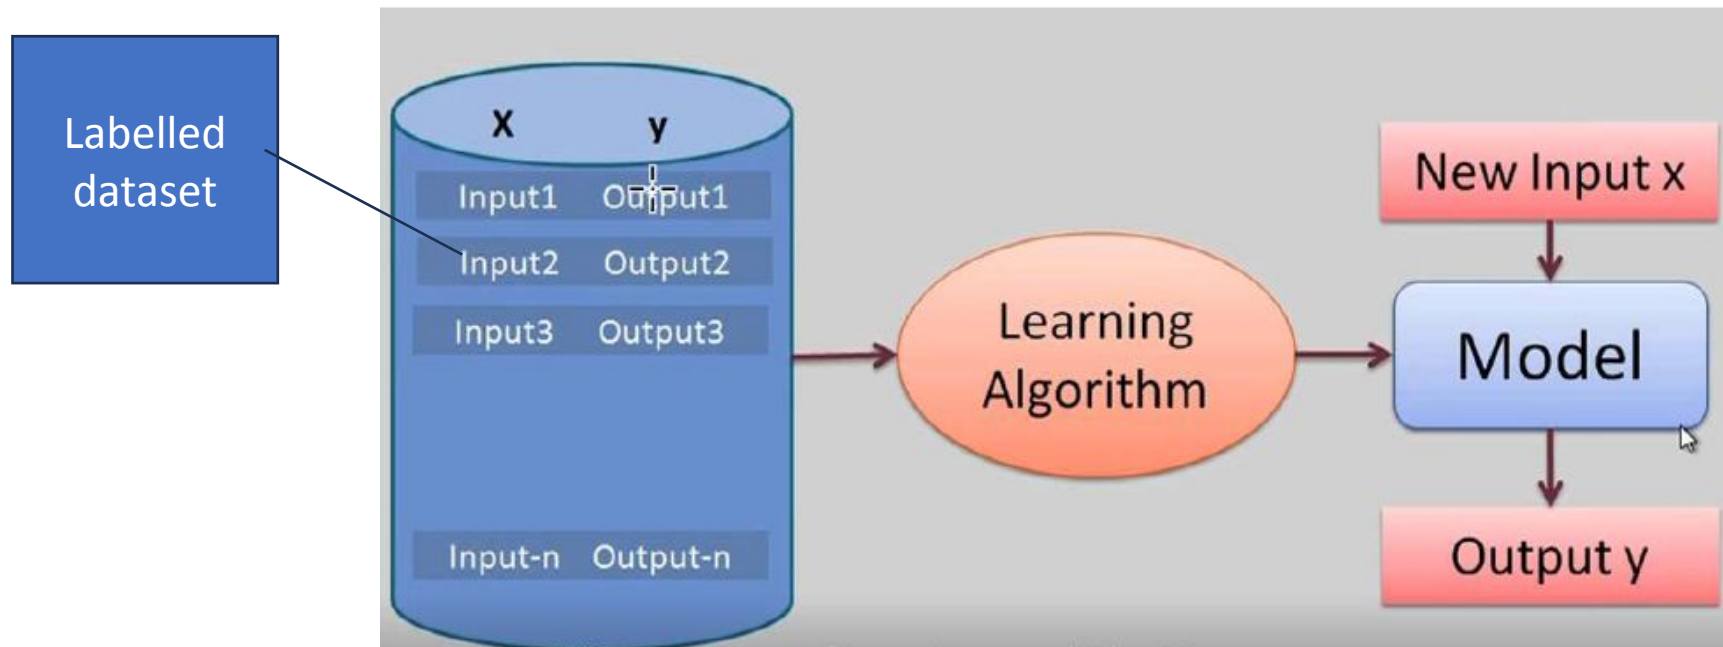 Labelled
dataset
X y
Input1 Output1
Input2 Output2
Input3 Output3
Input-n Output-n
Learning
Algorithm
New Input x
Model
Output y